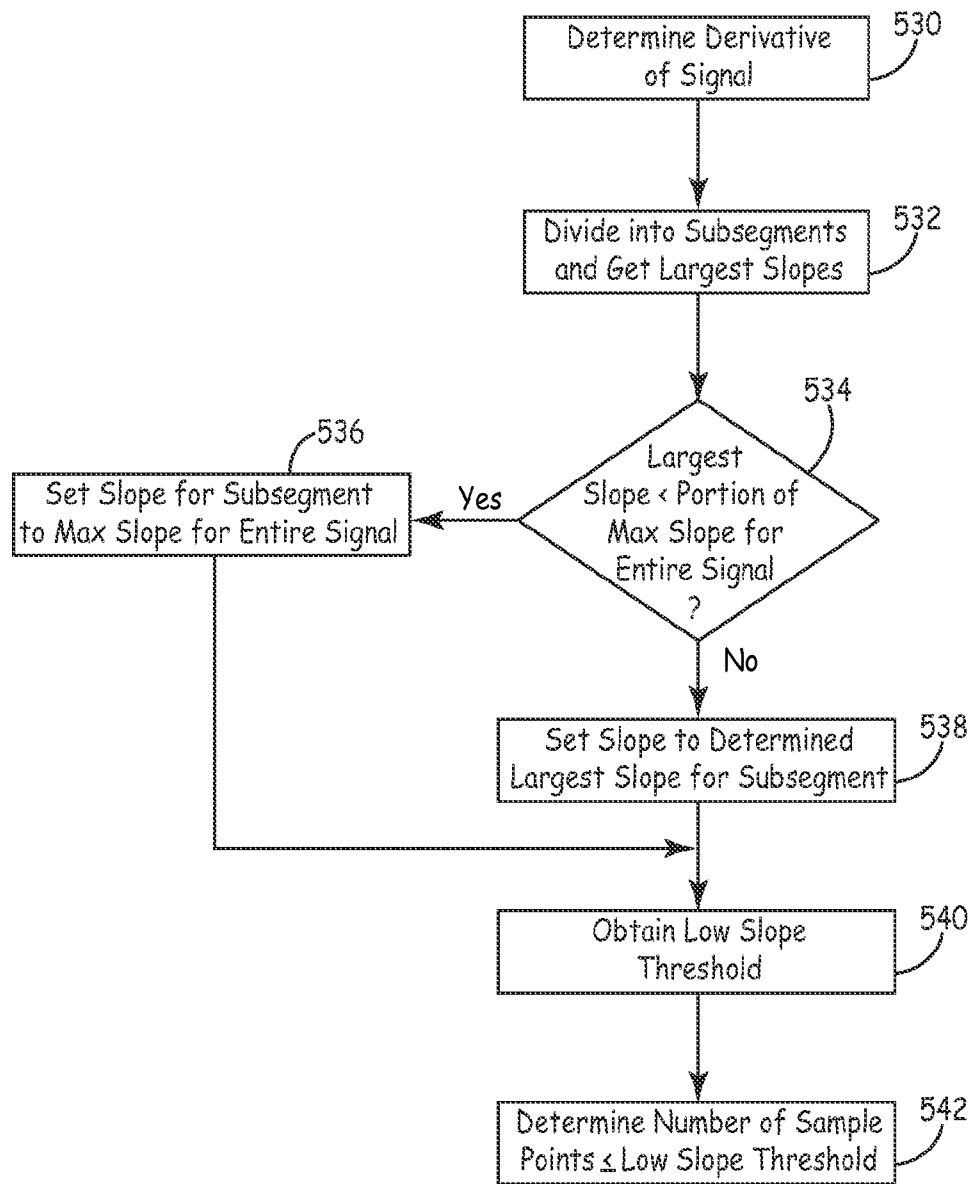 Determine Derivative
of Signal
530
Divide into Subsegments
and Get Largest Slopes
532
534
Largest
Slope < Portion of
Max Slope for
Entire Signal
?
Yes
536
Set Slope for Subsegment
to Max Slope for Entire Signal
No
Set Slope to Determined
Largest Slope for Subsegment
538
Obtain Low Slope
Threshold
540
Determine Number of Sample
Points ≤ Low Slope Threshold
542